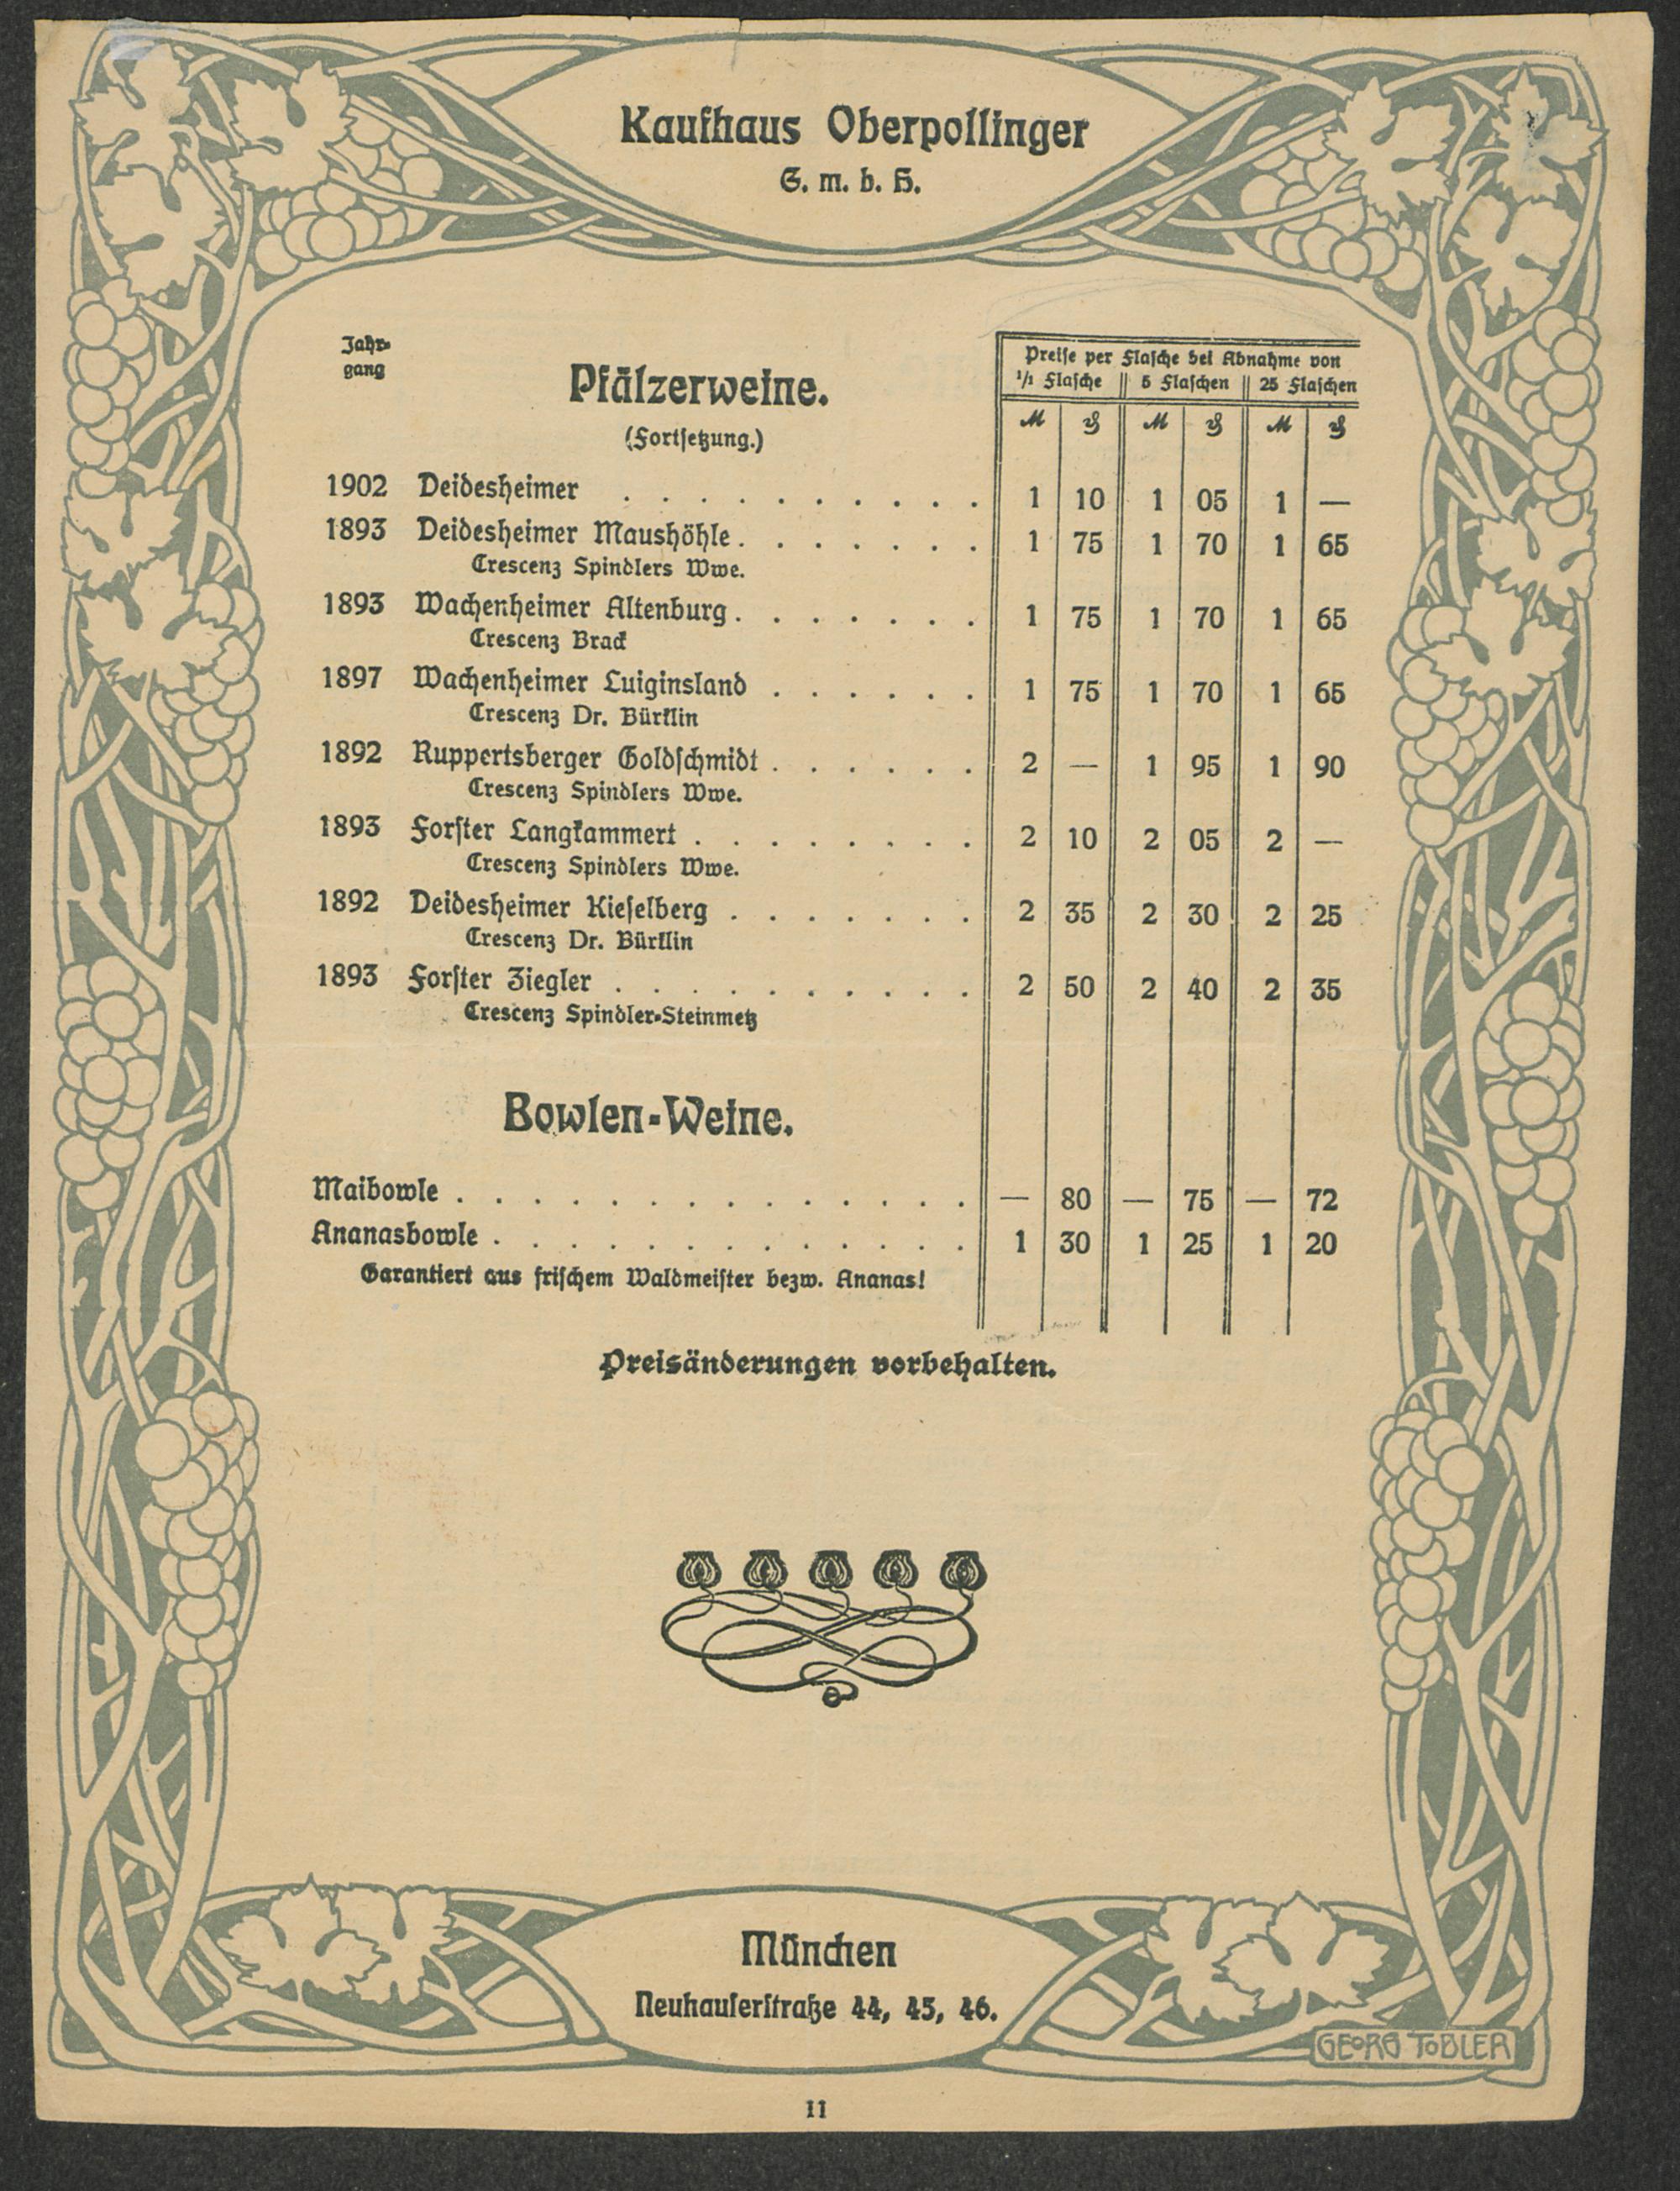 Kaufhaus Oberpollinger
G. m. b. H.
Jahr-
gang
Pfälzerweine.
(Fortsetzung.)
Preise per Flasche bei Abnahme von
1/1 Flasche 5 Flaschen 25 Flaschen
M ₰ M ₰ M ₰
1902 Deidesheimer . . . . . . . . . . 1 10 1 05 1 —
1893 Deidesheimer Maushöhle . . . . . . . 1 75 1 70 1 65
Crescenz Spindlers Wwe.
1893 Wachenheimer Altenburg . . . . . . . 1 75 1 70 1 65
Crescenz Brack
1897 Wachenheimer Luiginsland . . . . . . 1 75 1 70 1 65
Crescenz Dr. Bürklin
1892 Ruppertsberger Goldschmidt . . . . . . 2 — 1 95 1 90
Crescenz Spindlers Wwe.
1893 Forster Langkammert . . . . . . . . 2 10 2 05 2 —
Crescenz Spindlers Wwe.
1892 Deidesheimer Kieselberg . . . . . . . 2 35 2 30 2 25
Crescenz Dr. Bürklin
1893 Forster Ziegler . . . . . . . . . . 2 50 2 40 2 35
Crescenz Spindler-Steinmetz
Bowlen-Weine.
Maibowle . . . . . . . . . . . . . — 80 — 75 — 72
Ananasbowle . . . . . . . . . . . . 1 30 1 25 1 20
Garantiert aus frischem Waldmeister bezw. Ananas!
Preisänderungen vorbehalten.
München
Neuhauserstraße 44, 45, 46.
GEORG TOBLER
11